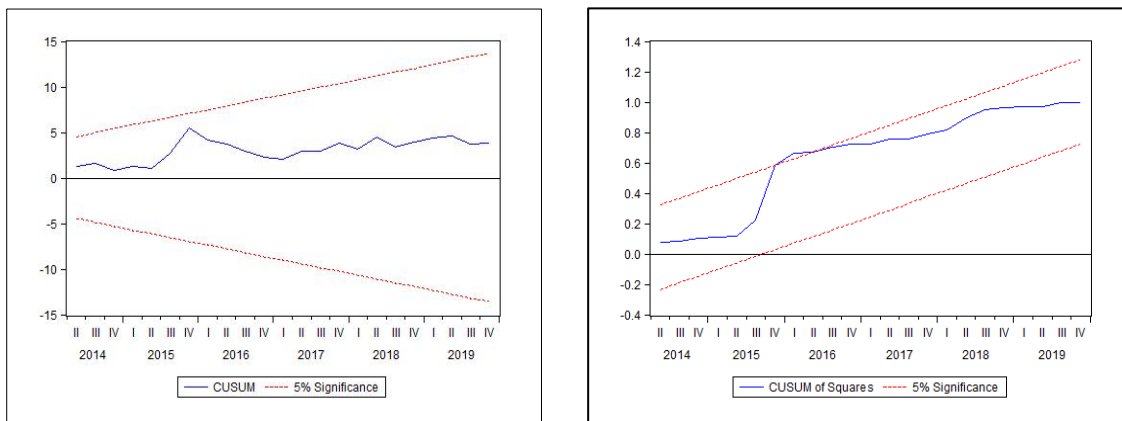 15
10
5
0
-5
-10
-15
II III IV I II III IV I II III IV I II III IV I II III IV I II III IV
2014 2015 2016 2017 2018 2019
CUSUM 5% Significance
1.4
1.2
1.0
0.8
0.6
0.4
0.2
0.0
-0.2
-0.4
II III IV I II III IV I II III IV I II III IV I II III IV I II III IV
2014 2015 2016 2017 2018 2019
CUSUM of Squares 5% Significance